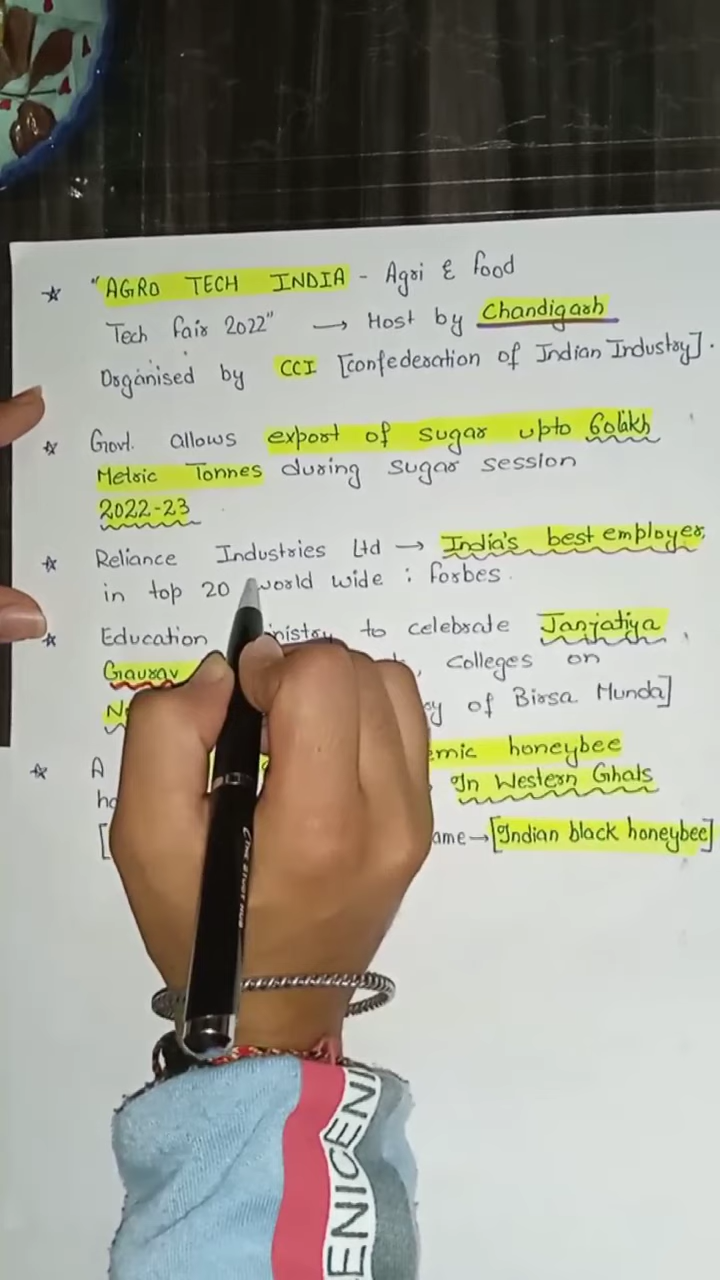 ☆ "AGRO TECH INDIA - Agri & food
Tech fair 2022" → Host by Chandigarh
Organised by CCI [confederation of Indian Industry].
☆ Govt. allows export of sugar upto 60lakh
Metric Tonnes during sugar session
2022-23
☆ Reliance Industries Ltd → India's best employer,
in top 20 world wide : forbes.
☆ Education to celebrate Janjatiya
Gaurav , colleges on
of Birsa Munda]
☆ A honeybee
In Western Ghats
[ → [Indian black honeybee]
THE STUDY HUB